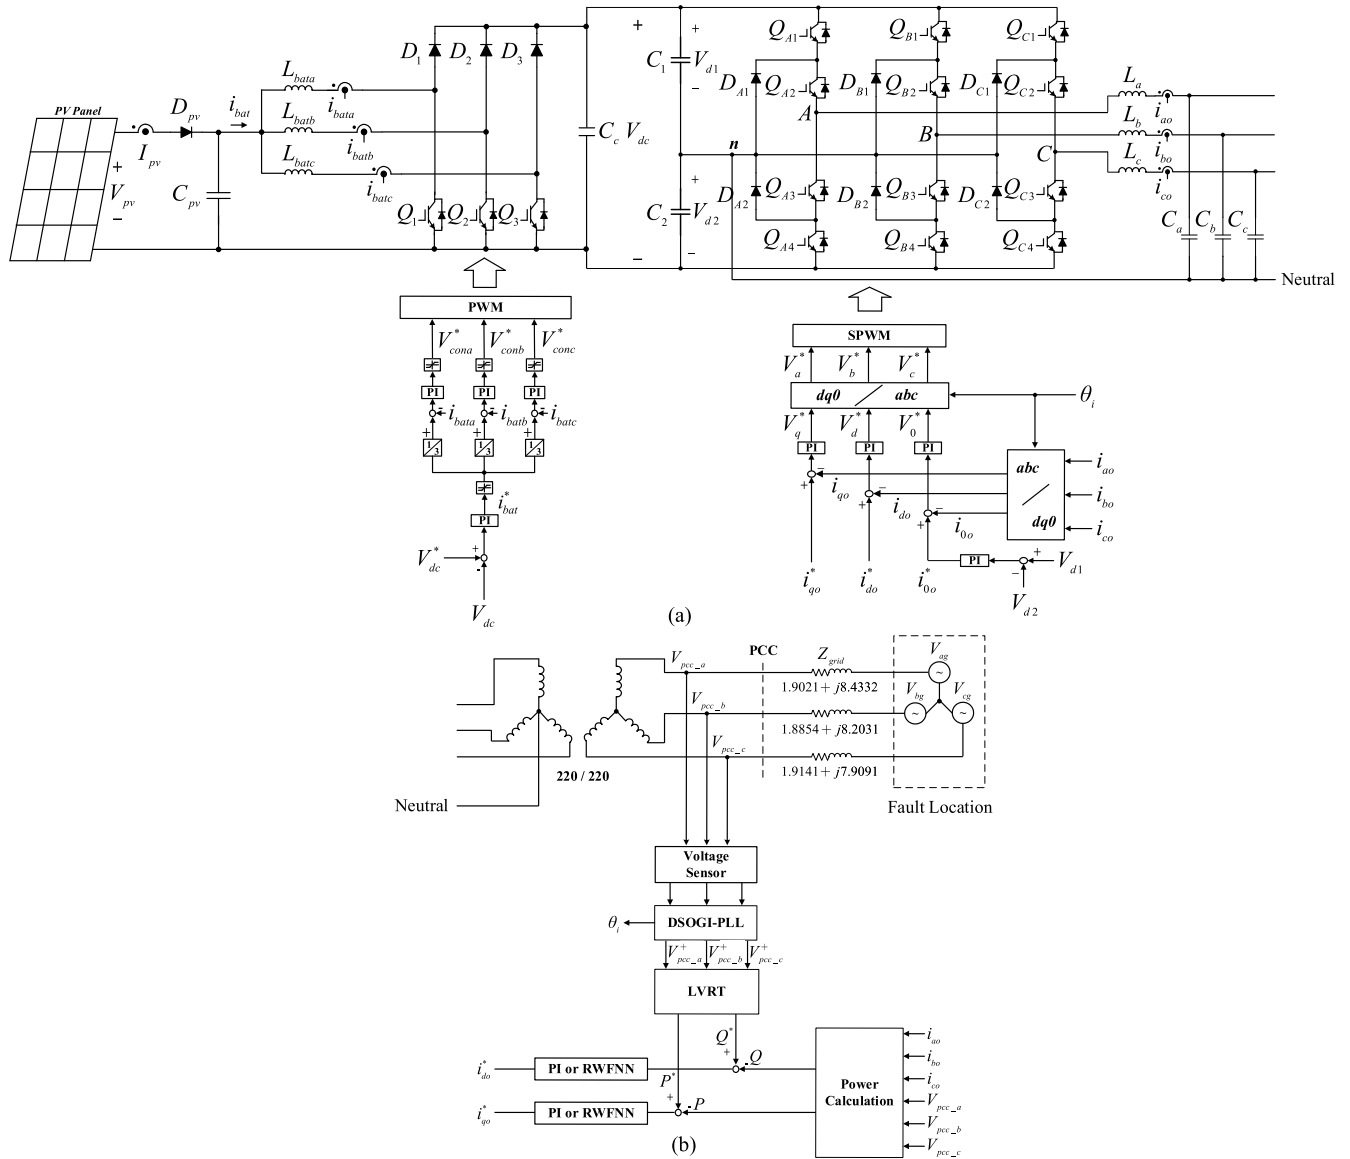 PV Panel
D_pv
i_bat
I_pv
+
V_pv
−
C_pv
L_bata
i_bata
L_batb
i_batb
L_batc
i_batc
D_1
D_2
D_3
Q_1
Q_2
Q_3
+
C_c V_dc
−
+
C_1 V_d1
−
n
+
C_2 V_d2
−
Q_A1
Q_B1
Q_C1
D_A1
Q_A2
D_B1
Q_B2
D_C1
Q_C2
A
B
C
D_A2
Q_A3
D_B2
Q_B3
D_C2
Q_C3
Q_A4
Q_B4
Q_C4
L_a
i_ao
L_b
i_bo
L_c
i_co
C_a
C_b
C_c
Neutral
PWM
V*_cona
V*_conb
V*_conc
PI
PI
PI
- i_bata
- i_batb
- i_batc
+
+
+
1/3
1/3
1/3
i*_bat
PI
V*_dc
+
-
V_dc
SPWM
V*_a
V*_b
V*_c
dq0 / abc
θ_i
V*_q
V*_d
V*_0
PI
PI
PI
abc / dq0
i_ao
i_bo
i_co
+ −
i_qo
+ −
i_do
+ −
i_0o
i*_qo
i*_do
i*_0o
PI
+ V_d1
− V_d2
(a)
V_pcc_a
PCC
Z_grid
1.9021+ j8.4332
V_pcc_b
1.8854+ j8.2031
V_pcc_c
1.9141+ j7.9091
V_ag
V_bg
V_cg
~
~
~
220 / 220
Fault Location
Neutral
Voltage
Sensor
θ_i
DSOGI-PLL
V+_pcc_a
V+_pcc_b
V+_pcc_c
LVRT
Q*
+
- Q
P*
+
- P
i*_do
PI or RWFNN
i*_qo
PI or RWFNN
Power
Calculation
i_ao
i_bo
i_co
V_pcc_a
V_pcc_b
V_pcc_c
(b)